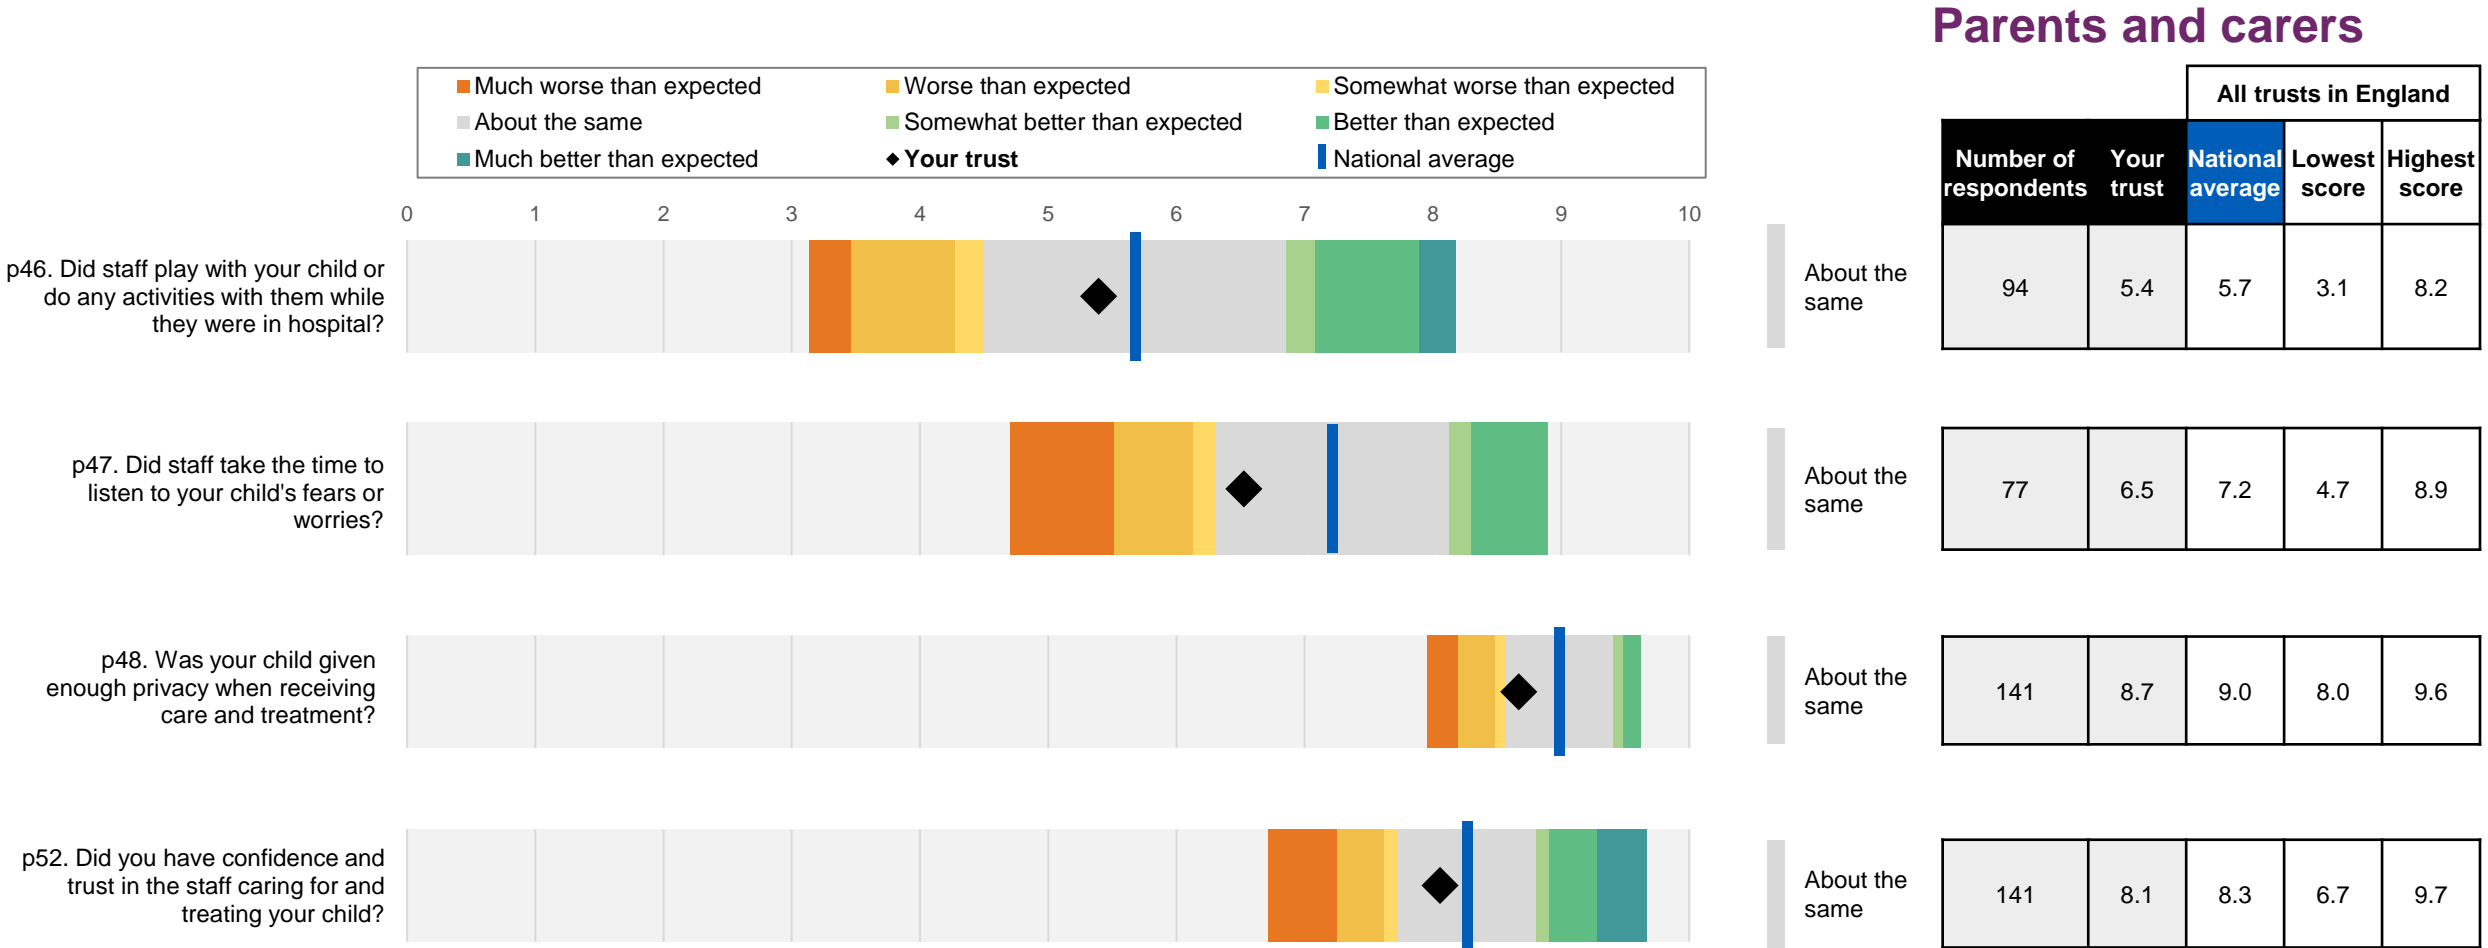 Parents and carers
Much worse than expected
Worse than expected
Somewhat worse than expected
About the same
Somewhat better than expected
Better than expected
Much better than expected
Your trust
National average
All trusts in England
Number of respondents
Your trust
National average
Lowest score
Highest score
0 1 2 3 4 5 6 7 8 9 10
p46. Did staff play with your child or
do any activities with them while
they were in hospital?
About the
same
94 5.4 5.7 3.1 8.2
p47. Did staff take the time to
listen to your child's fears or
worries?
About the
same
77 6.5 7.2 4.7 8.9
p48. Was your child given
enough privacy when receiving
care and treatment?
About the
same
141 8.7 9.0 8.0 9.6
p52. Did you have confidence and
trust in the staff caring for and
treating your child?
About the
same
141 8.1 8.3 6.7 9.7